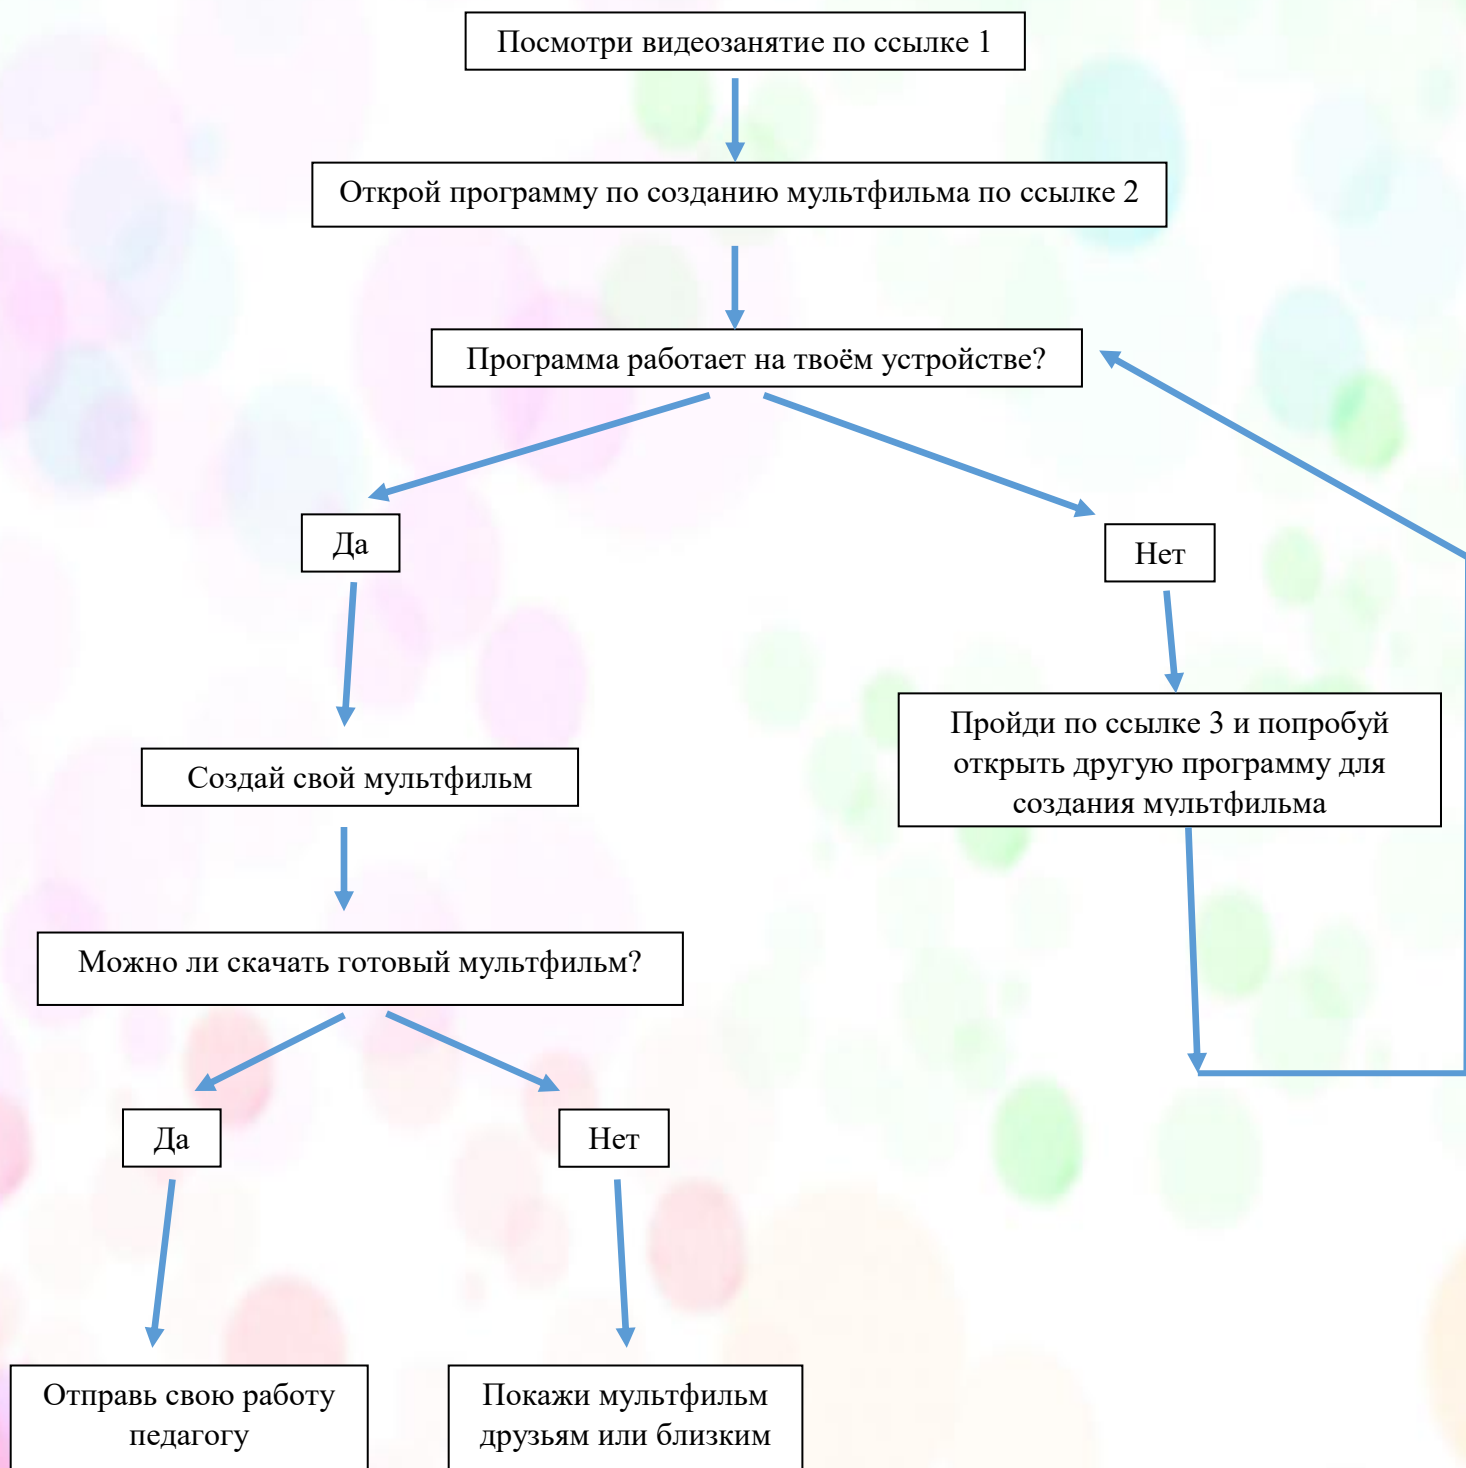 Посмотри видеозанятие по ссылке 1
Открой программу по созданию мультфильма по ссылке 2
Программа работает на твоём устройстве?
Да
Нет
Создай свой мультфильм
Пройди по ссылке 3 и попробуй
открыть другую программу для
создания мультфильма
Можно ли скачать готовый мультфильм?
Да
Нет
Отправь свою работу
педагогу
Покажи мультфильм
друзьям или близким